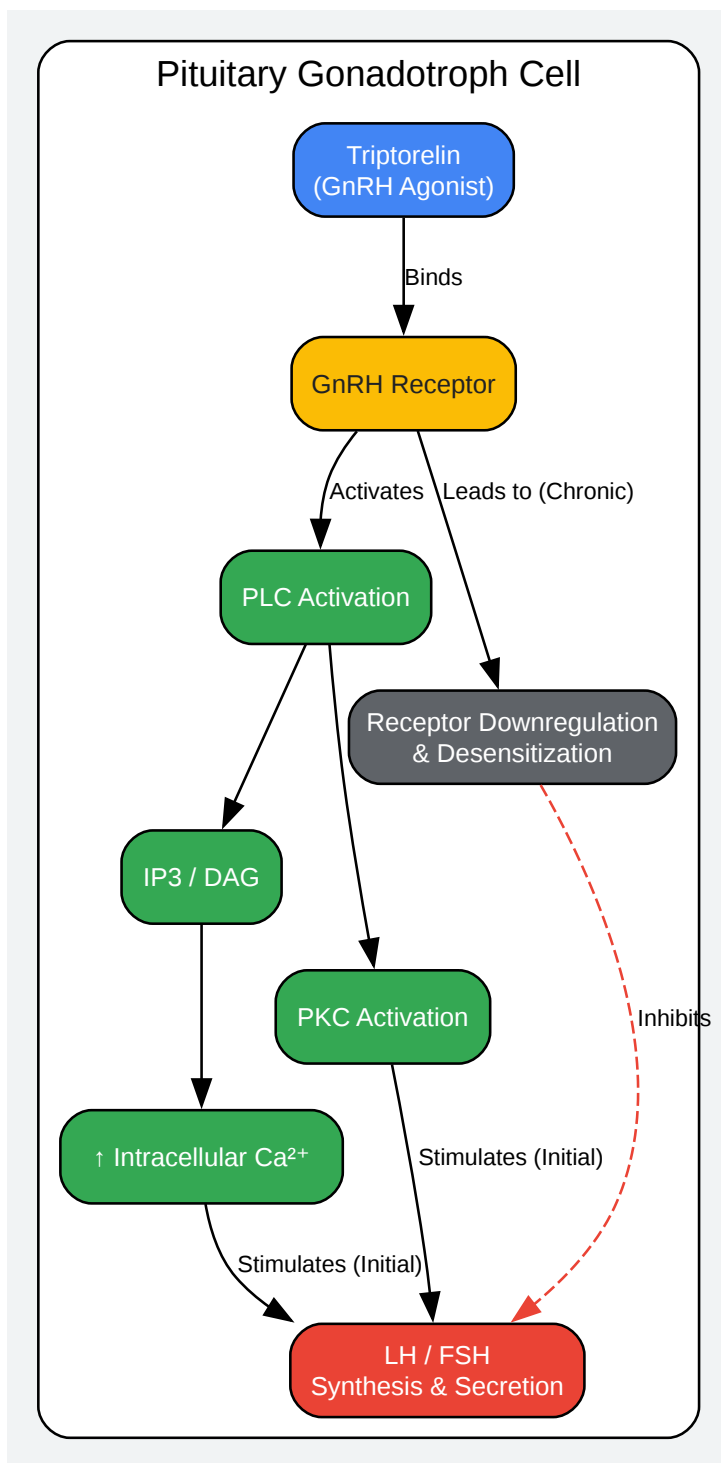 Pituitary Gonadotroph Cell
Triptorelin
(GnRH Agonist)
Binds
GnRH Receptor
Activates
Leads to (Chronic)
PLC Activation
Receptor Downregulation
& Desensitization
IP3 / DAG
PKC Activation
Inhibits
↑ Intracellular Ca²⁺
Stimulates (Initial)
Stimulates (Initial)
LH / FSH
Synthesis & Secretion